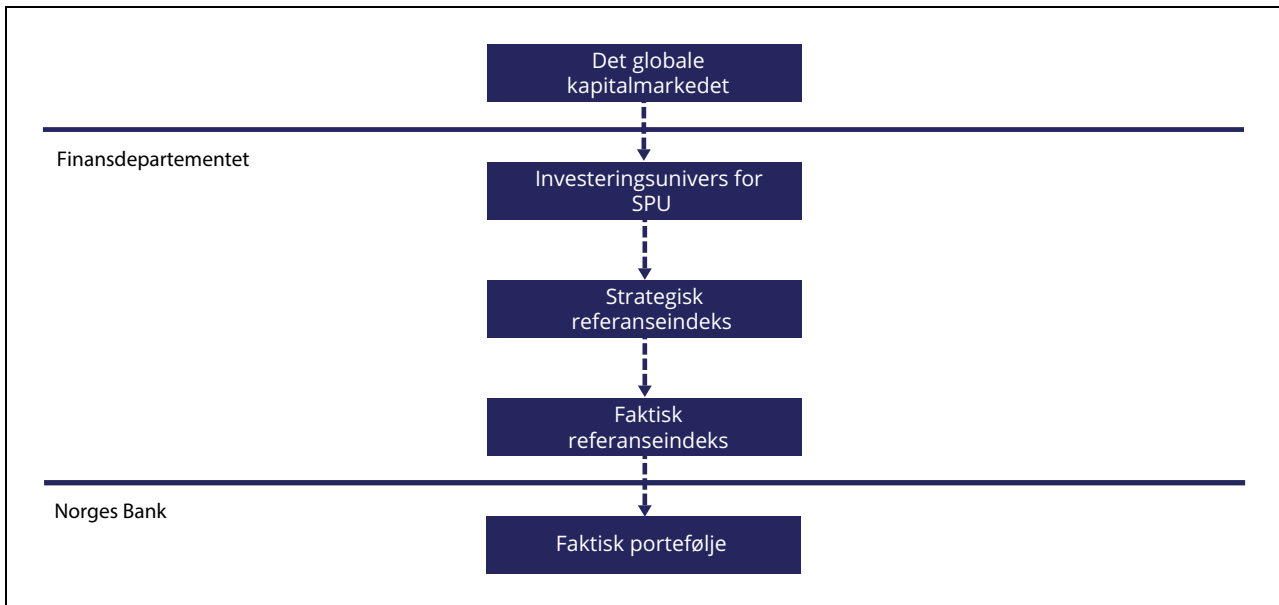 Det globale
kapitalmarkedet
Finansdepartementet
Investeringsunivers for
SPU
Strategisk
referanseindeks
Faktisk
referanseindeks
Norges Bank
Faktisk portefølje